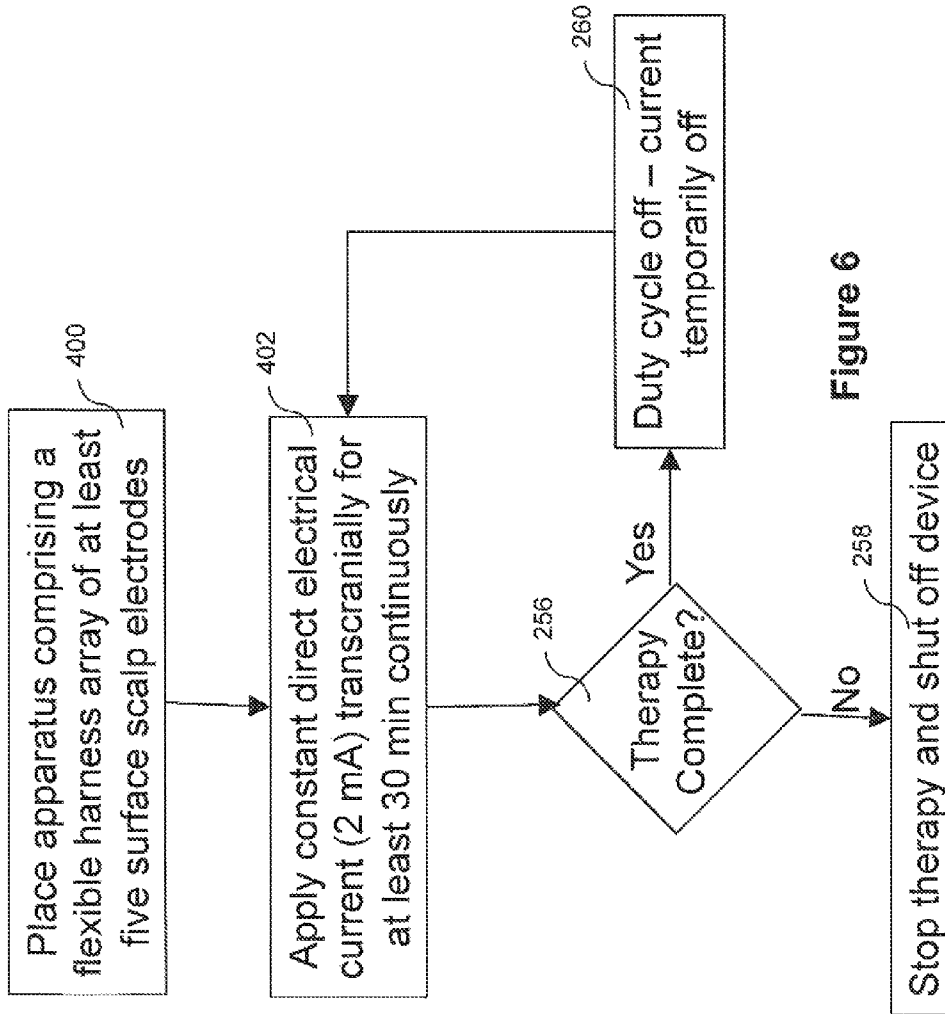 Place apparatus comprising a
flexible harness array of at least
five surface scalp electrodes
400
Apply constant direct electrical
current (2 mA) transcranially for
at least 30 min continuously
402
Therapy
Complete?
256
Yes
Duty cycle off – current
temporarily off
260
No
Stop therapy and shut off device
258
Figure 6